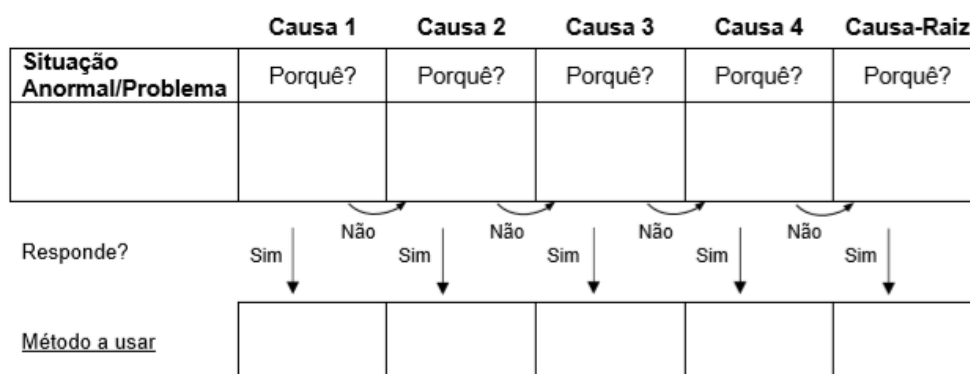 Causa 1 Causa 2 Causa 3 Causa 4 Causa-Raiz
Situação
Anormal/Problema
Porquê? Porquê? Porquê? Porquê? Porquê?
Não Não Não Não
Responde? Sim Sim Sim Sim Sim
Método a usar